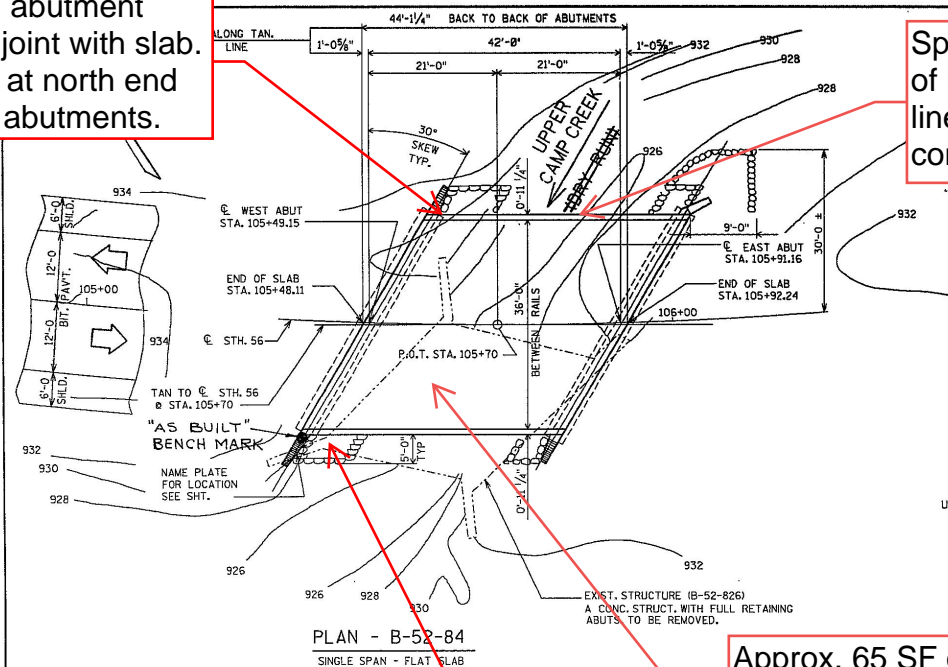 abutment
joint with slab.
at north end
abutments.
ALONG TAN.
LINE
44'-1¼" BACK TO BACK OF ABUTMENTS
1'-0⅝"
42'-0"
1'-0⅝"
21'-0"
21'-0"
932
930
928
928
926
932
of
line
30°
SKEW
TYP.
UPPER
CAMP CREEK
(DRY RUN)
0'-11 1/4"
934
6'-0
SHLD.
12'-0
BIT. PAV'T.
105+00
12'-0
6'-0
SHLD.
934
℄ WEST ABUT
STA. 105+49.15
END OF SLAB
STA. 105+48.11
℄ STH. 56
TAN TO ℄ STH. 56
@ STA. 105+70
"AS BUILT"
BENCH MARK
NAME PLATE
FOR LOCATION
SEE SHT.
36'-0"
BETWEEN RAILS
P.O.T. STA. 105+70
9'-0"
30'-0 ±
℄ EAST ABUT
STA. 105+91.16
END OF SLAB
STA. 105+92.24
106+00
5'-0"
TYP
0'-11 1/4"
932
930
928
926
926
928
930
932
EXIST. STRUCTURE (B-52-826)
A CONC. STRUCT. WITH FULL RETAINING
ABUTS. TO BE REMOVED.
PLAN - B-52-84
SINGLE SPAN - FLAT SLAB
Approx. 65 SF